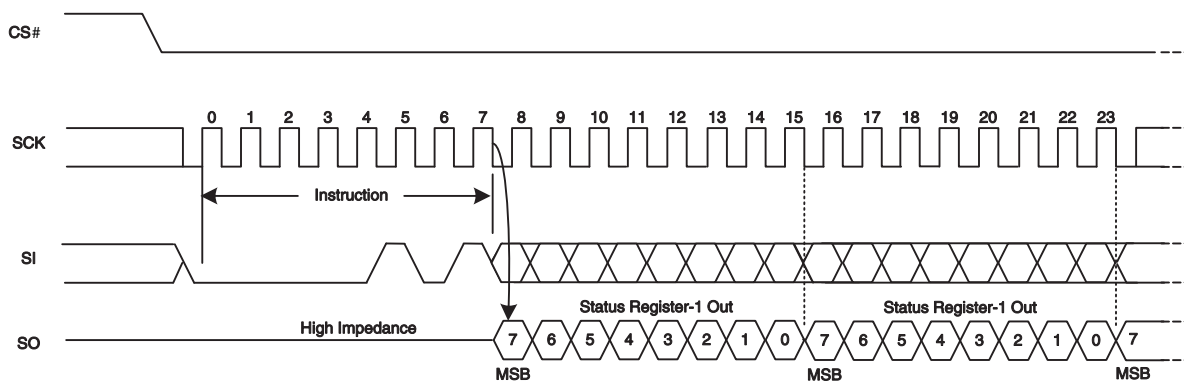 CS#
SCK
0 1 2 3 4 5 6 7 8 9 10 11 12 13 14 15 16 17 18 19 20 21 22 23
Instruction
SI
Status Register-1 Out Status Register-1 Out
High Impedance
SO
7 6 5 4 3 2 1 0 7 6 5 4 3 2 1 0 7
MSB MSB MSB